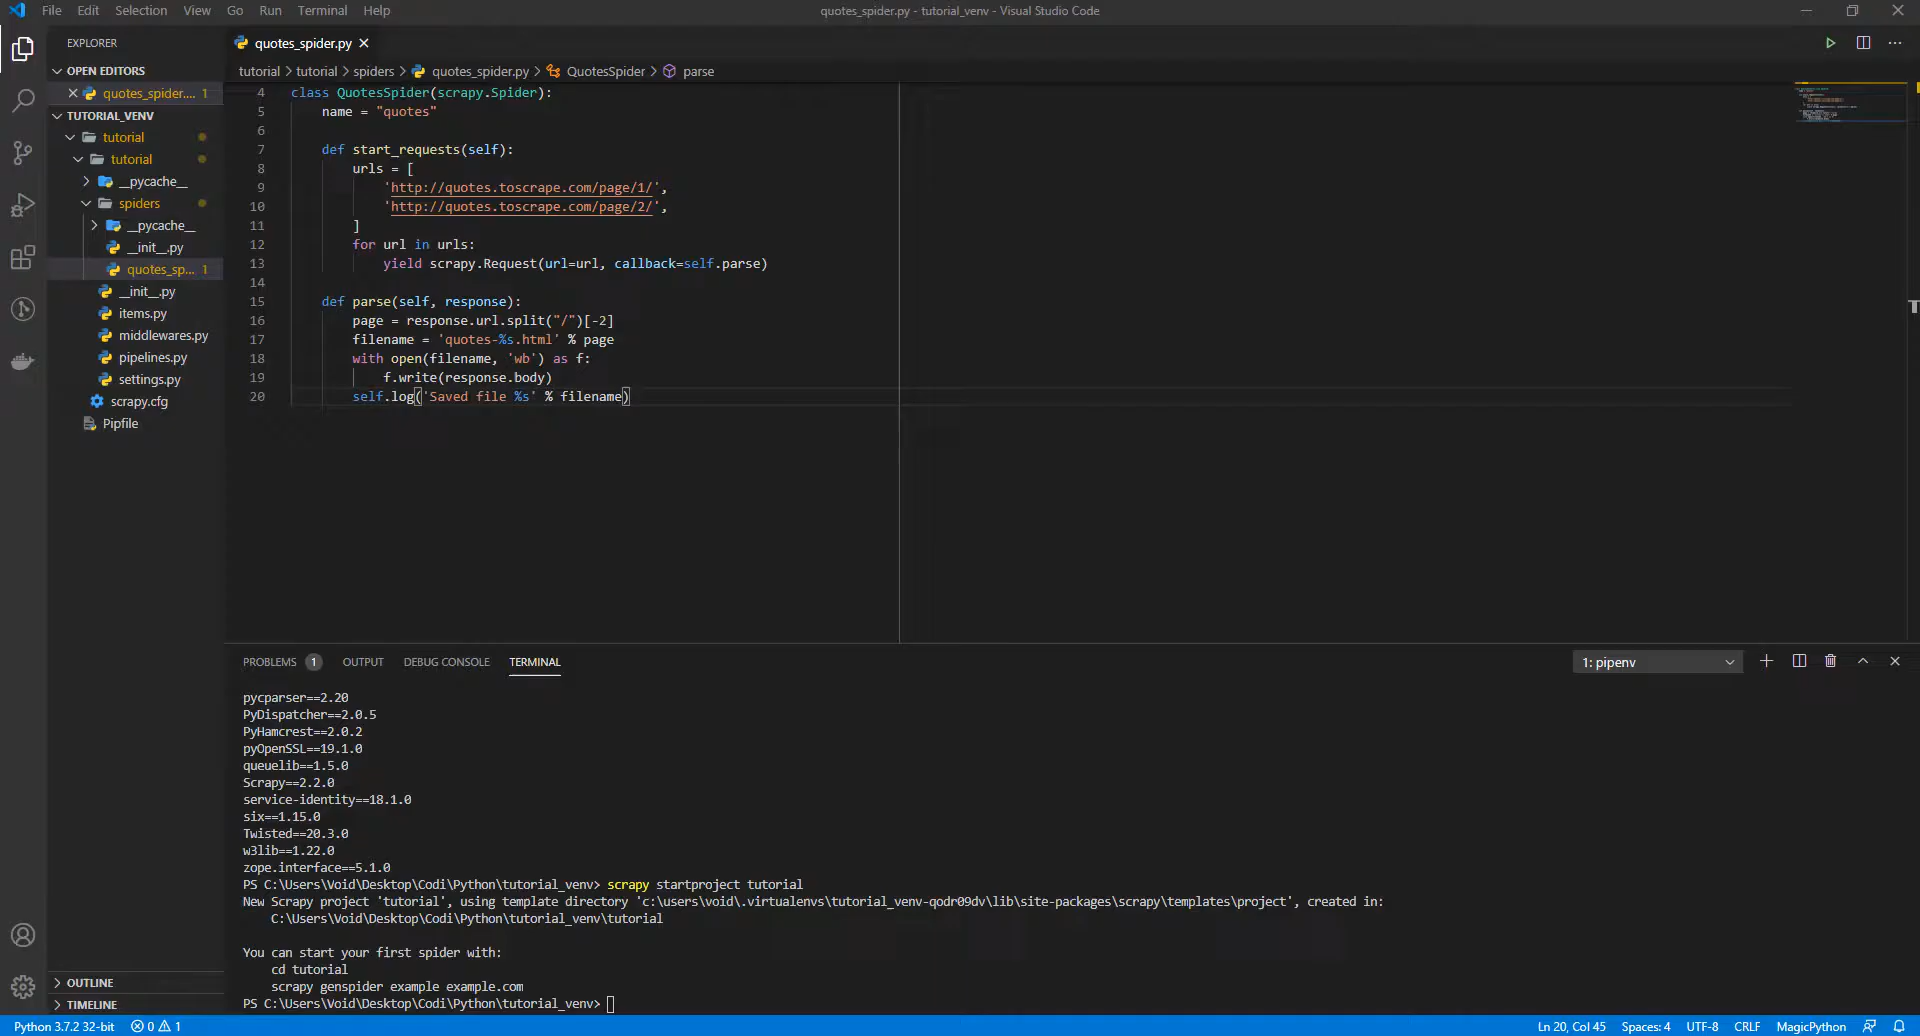 File Edit Selection View Go Run Terminal Help
quotes_spider.py - tutorial_venv - Visual Studio Code
EXPLORER
OPEN EDITORS
quotes_spider.... 1
TUTORIAL_VENV
tutorial
tutorial
__pycache__
spiders
__pycache__
__init__.py
quotes_sp... 1
__init__.py
items.py
middlewares.py
pipelines.py
settings.py
scrapy.cfg
Pipfile
OUTLINE
TIMELINE
quotes_spider.py
tutorial > tutorial > spiders > quotes_spider.py > QuotesSpider > parse
4 class QuotesSpider(scrapy.Spider):
5     name = "quotes"
6
7     def start_requests(self):
8         urls = [
9             'http://quotes.toscrape.com/page/1/',
10             'http://quotes.toscrape.com/page/2/',
11         ]
12         for url in urls:
13             yield scrapy.Request(url=url, callback=self.parse)
14
15     def parse(self, response):
16         page = response.url.split("/")[-2]
17         filename = 'quotes-%s.html' % page
18         with open(filename, 'wb') as f:
19             f.write(response.body)
20         self.log('Saved file %s' % filename)
PROBLEMS 1 OUTPUT DEBUG CONSOLE TERMINAL
1: pipenv
pycparser==2.20
PyDispatcher==2.0.5
PyHamcrest==2.0.2
pyOpenSSL==19.1.0
queuelib==1.5.0
Scrapy==2.2.0
service-identity==18.1.0
six==1.15.0
Twisted==20.3.0
w3lib==1.22.0
zope.interface==5.1.0
PS C:\Users\Void\Desktop\Codi\Python\tutorial_venv> scrapy startproject tutorial
New Scrapy project 'tutorial', using template directory 'c:\users\void\.virtualenvs\tutorial_venv-qodr09dv\lib\site-packages\scrapy\templates\project', created in:
    C:\Users\Void\Desktop\Codi\Python\tutorial_venv\tutorial

You can start your first spider with:
    cd tutorial
    scrapy genspider example example.com
PS C:\Users\Void\Desktop\Codi\Python\tutorial_venv>
Python 3.7.2 32-bit 0 1
Ln 20, Col 45 Spaces: 4 UTF-8 CRLF MagicPython